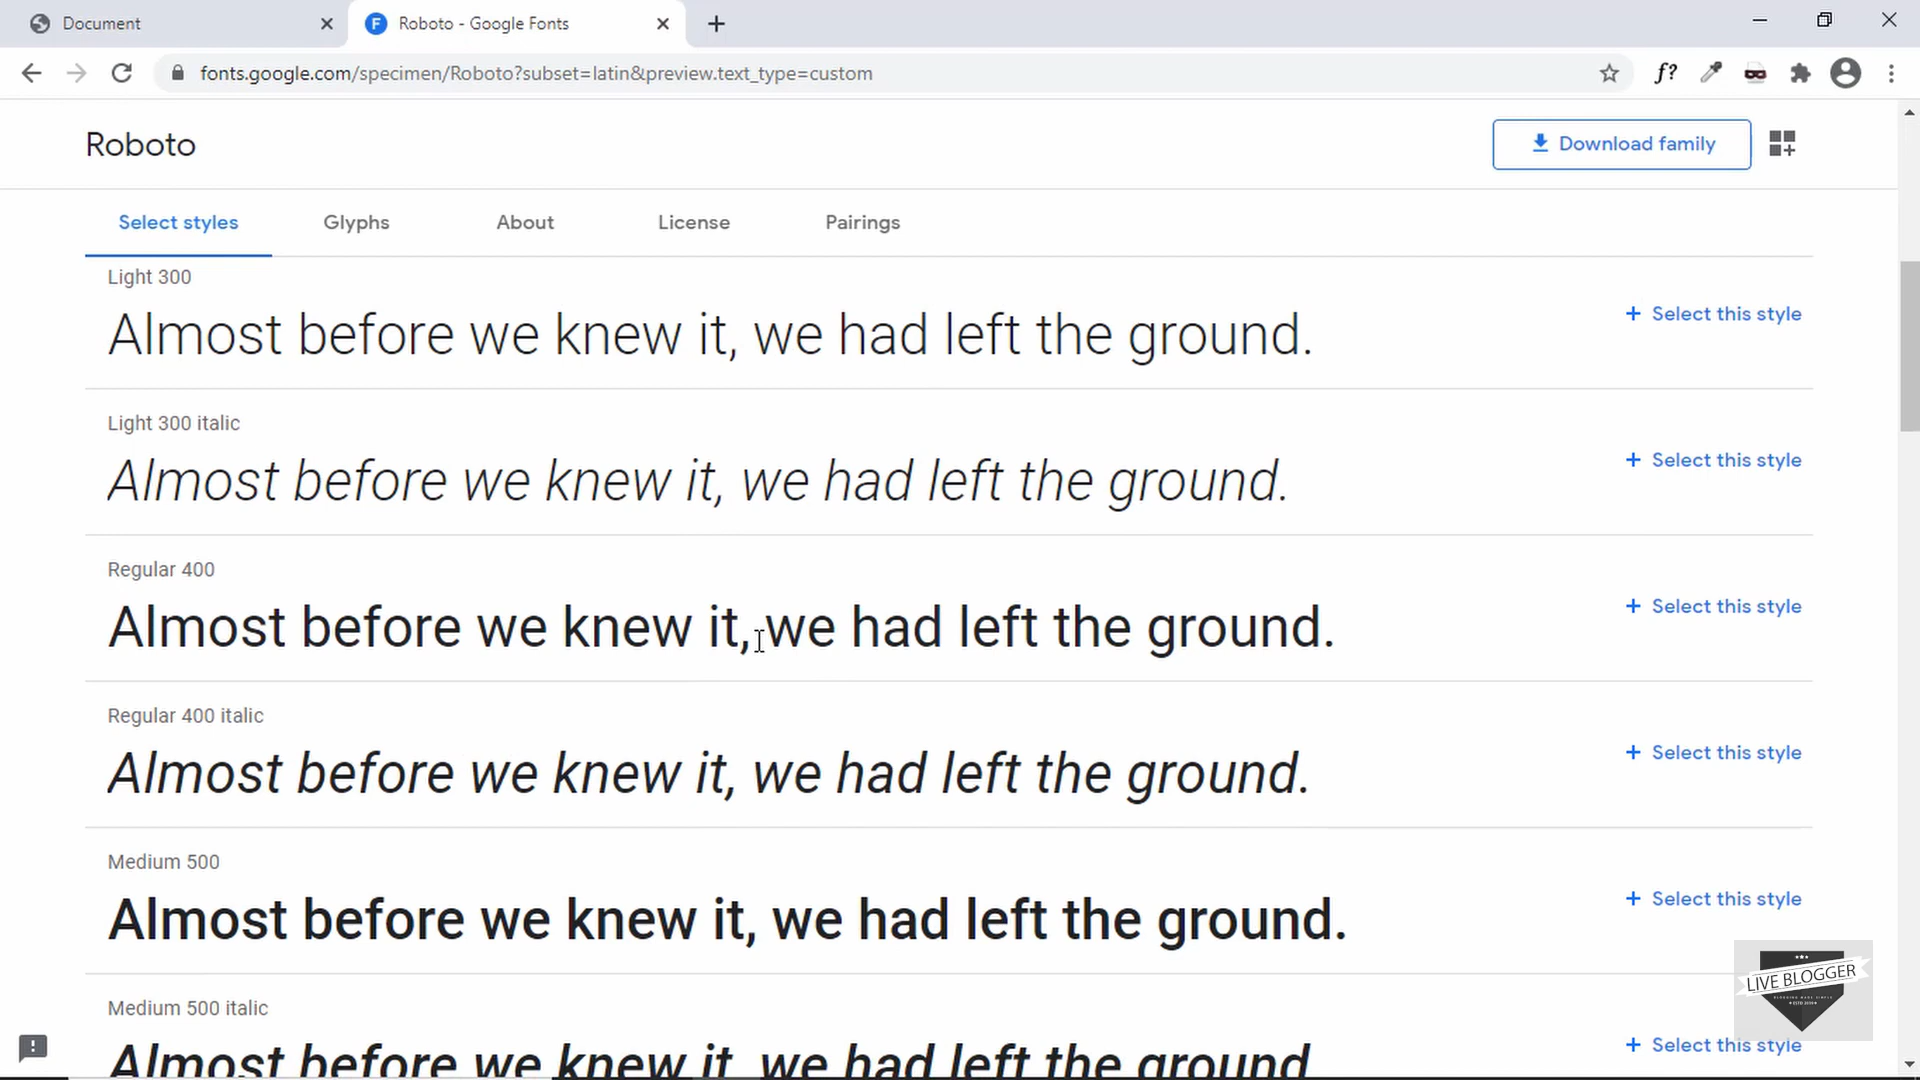 Document
F Roboto - Google Fonts
fonts.google.com/specimen/Roboto?subset=latin&preview.text_type=custom
f?
Roboto
Download family
Select styles Glyphs About License Pairings
Light 300
Almost before we knew it, we had left the ground.
+ Select this style
Light 300 italic
Almost before we knew it, we had left the ground.
+ Select this style
Regular 400
Almost before we knew it, we had left the ground.
+ Select this style
Regular 400 italic
Almost before we knew it, we had left the ground.
+ Select this style
Medium 500
Almost before we knew it, we had left the ground.
+ Select this style
LIVE BLOGGER
Medium 500 italic
Almost before we knew it, we had left the ground.
+ Select this style